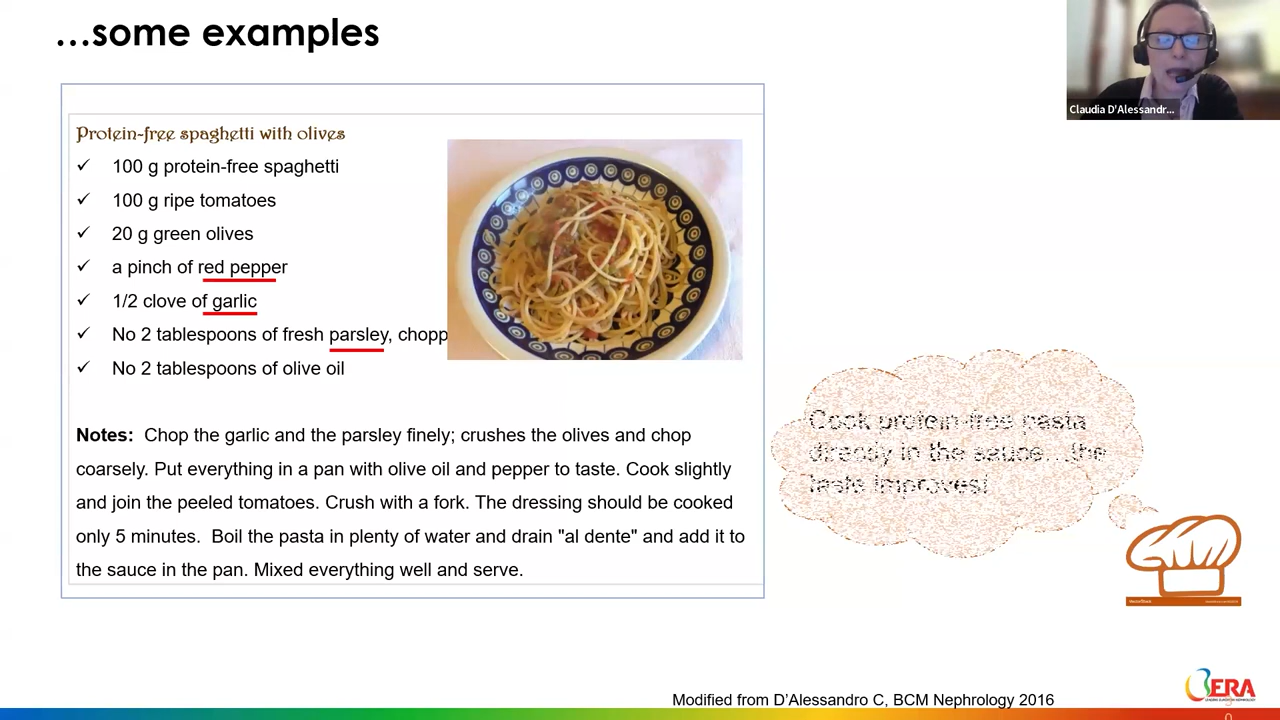 ...some examples
Claudia D'Alessandr...
Protein-free spaghetti with olives
✓ 100 g protein-free spaghetti
✓ 100 g ripe tomatoes
✓ 20 g green olives
✓ a pinch of red pepper
✓ 1/2 clove of garlic
✓ No 2 tablespoons of fresh parsley, chopp
✓ No 2 tablespoons of olive oil
Notes: Chop the garlic and the parsley finely; crushes the olives and chop
coarsely. Put everything in a pan with olive oil and pepper to taste. Cook slightly
and join the peeled tomatoes. Crush with a fork. The dressing should be cooked
only 5 minutes. Boil the pasta in plenty of water and drain "al dente" and add it to
the sauce in the pan. Mixed everything well and serve.
Cook protein-free pasta
directly in the sauce...the
taste improves!
Modified from D'Alessandro C, BCM Nephrology 2016
ERA